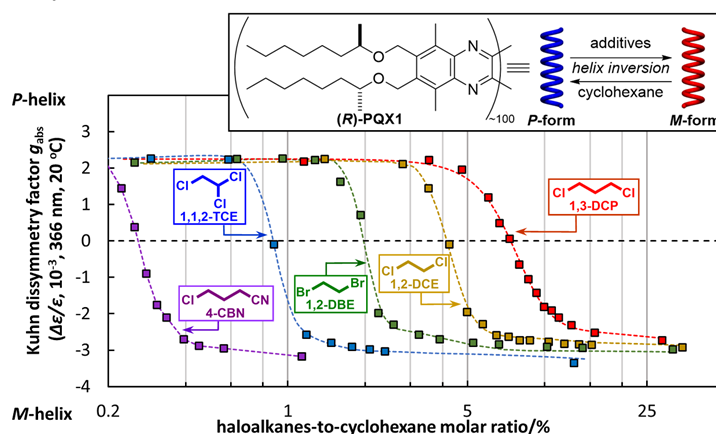 O
O
N
N
(R)-PQX1
~100
additives
helix inversion
cyclohexane
P-form
M-form
P-helix
3
2
1
0
-1
-2
-3
-4
Kuhn dissymmetry factor gabs
(Δε/ε, 10-3, 366 nm, 20 oC)
Cl
Cl
Cl
1,1,2-TCE
Cl
Cl
1,3-DCP
Cl
Cl
1,2-DCE
Br
Br
1,2-DBE
Cl
CN
4-CBN
M-helix
0.2
1
5
25
haloalkanes-to-cyclohexane molar ratio/%